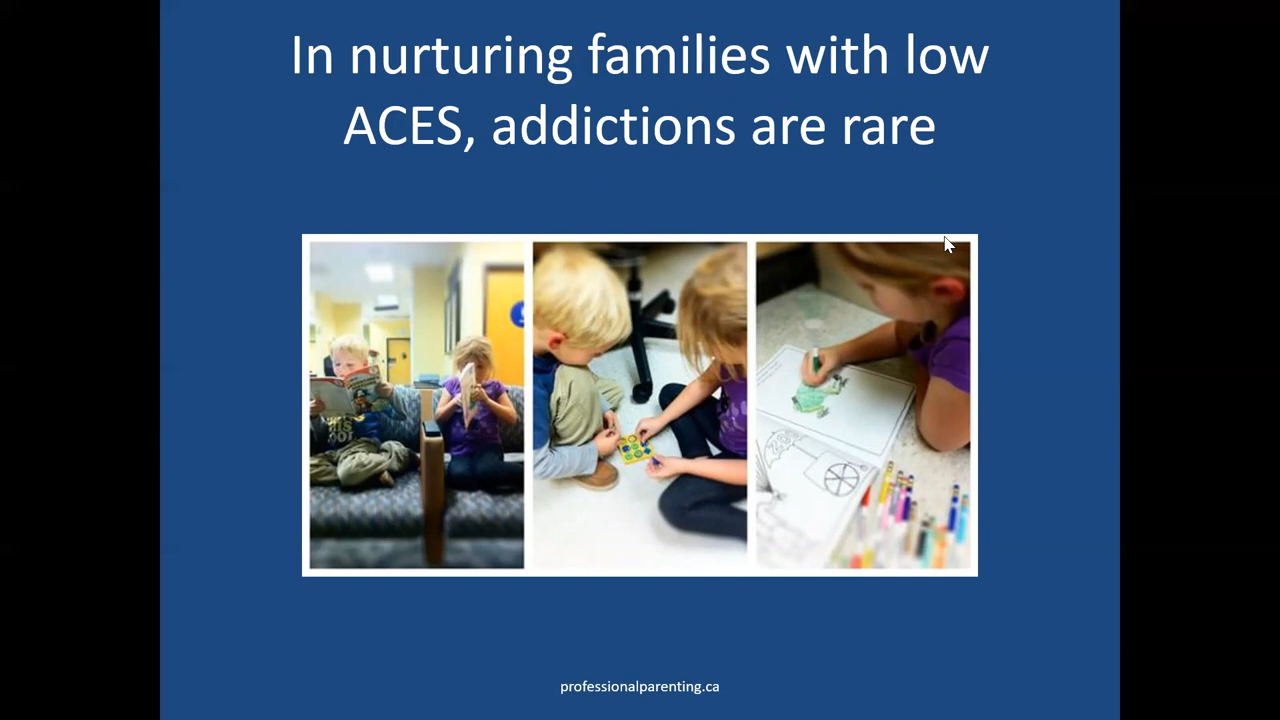 In nurturing families with low
ACES, addictions are rare
professionalparenting.ca